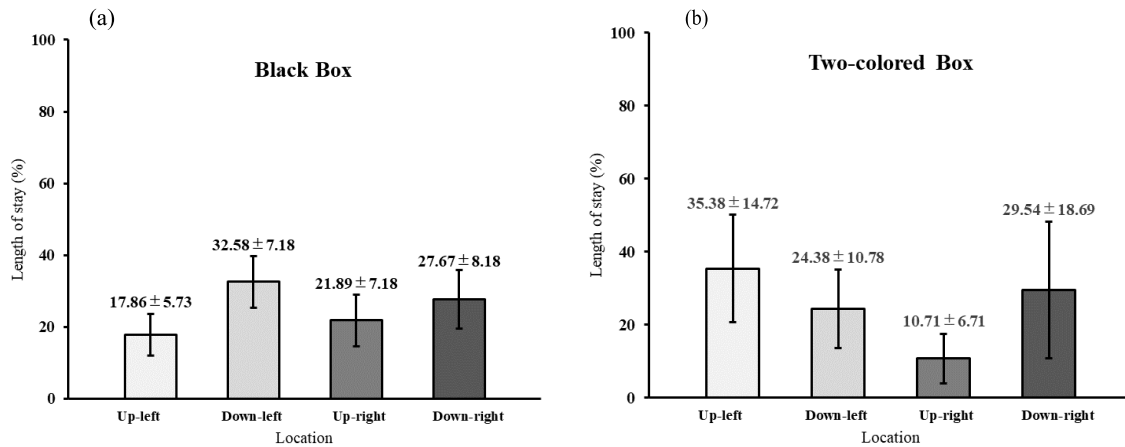 (a)
Black Box
Length of stay (%)
100
80
60
40
20
0
17.86±5.73
32.58±7.18
21.89±7.18
27.67±8.18
Up-left
Down-left
Up-right
Down-right
Location
(b)
Two-colored Box
Length of stay (%)
100
80
60
40
20
0
35.38±14.72
24.38±10.78
10.71±6.71
29.54±18.69
Up-left
Down-left
Up-right
Down-right
Location